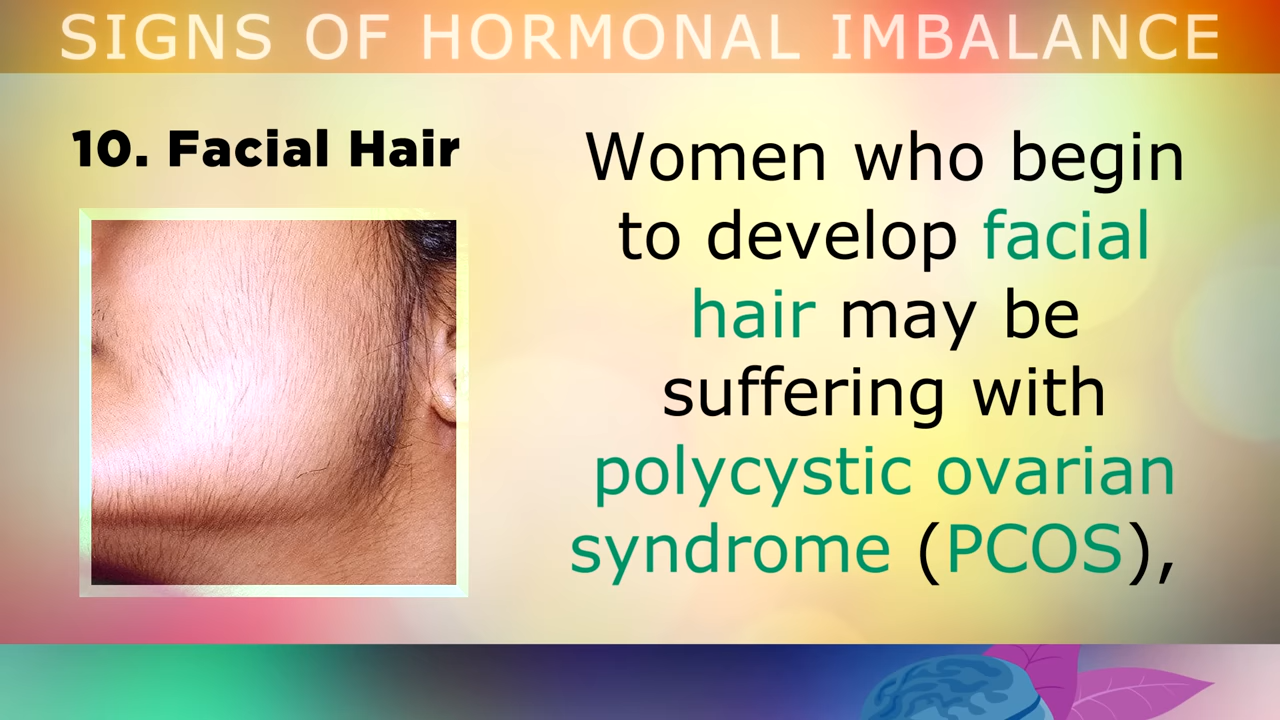 SIGNS OF HORMONAL IMBALANCE
10. Facial Hair
Women who begin
to develop facial
hair may be
suffering with
polycystic ovarian
syndrome (PCOS),